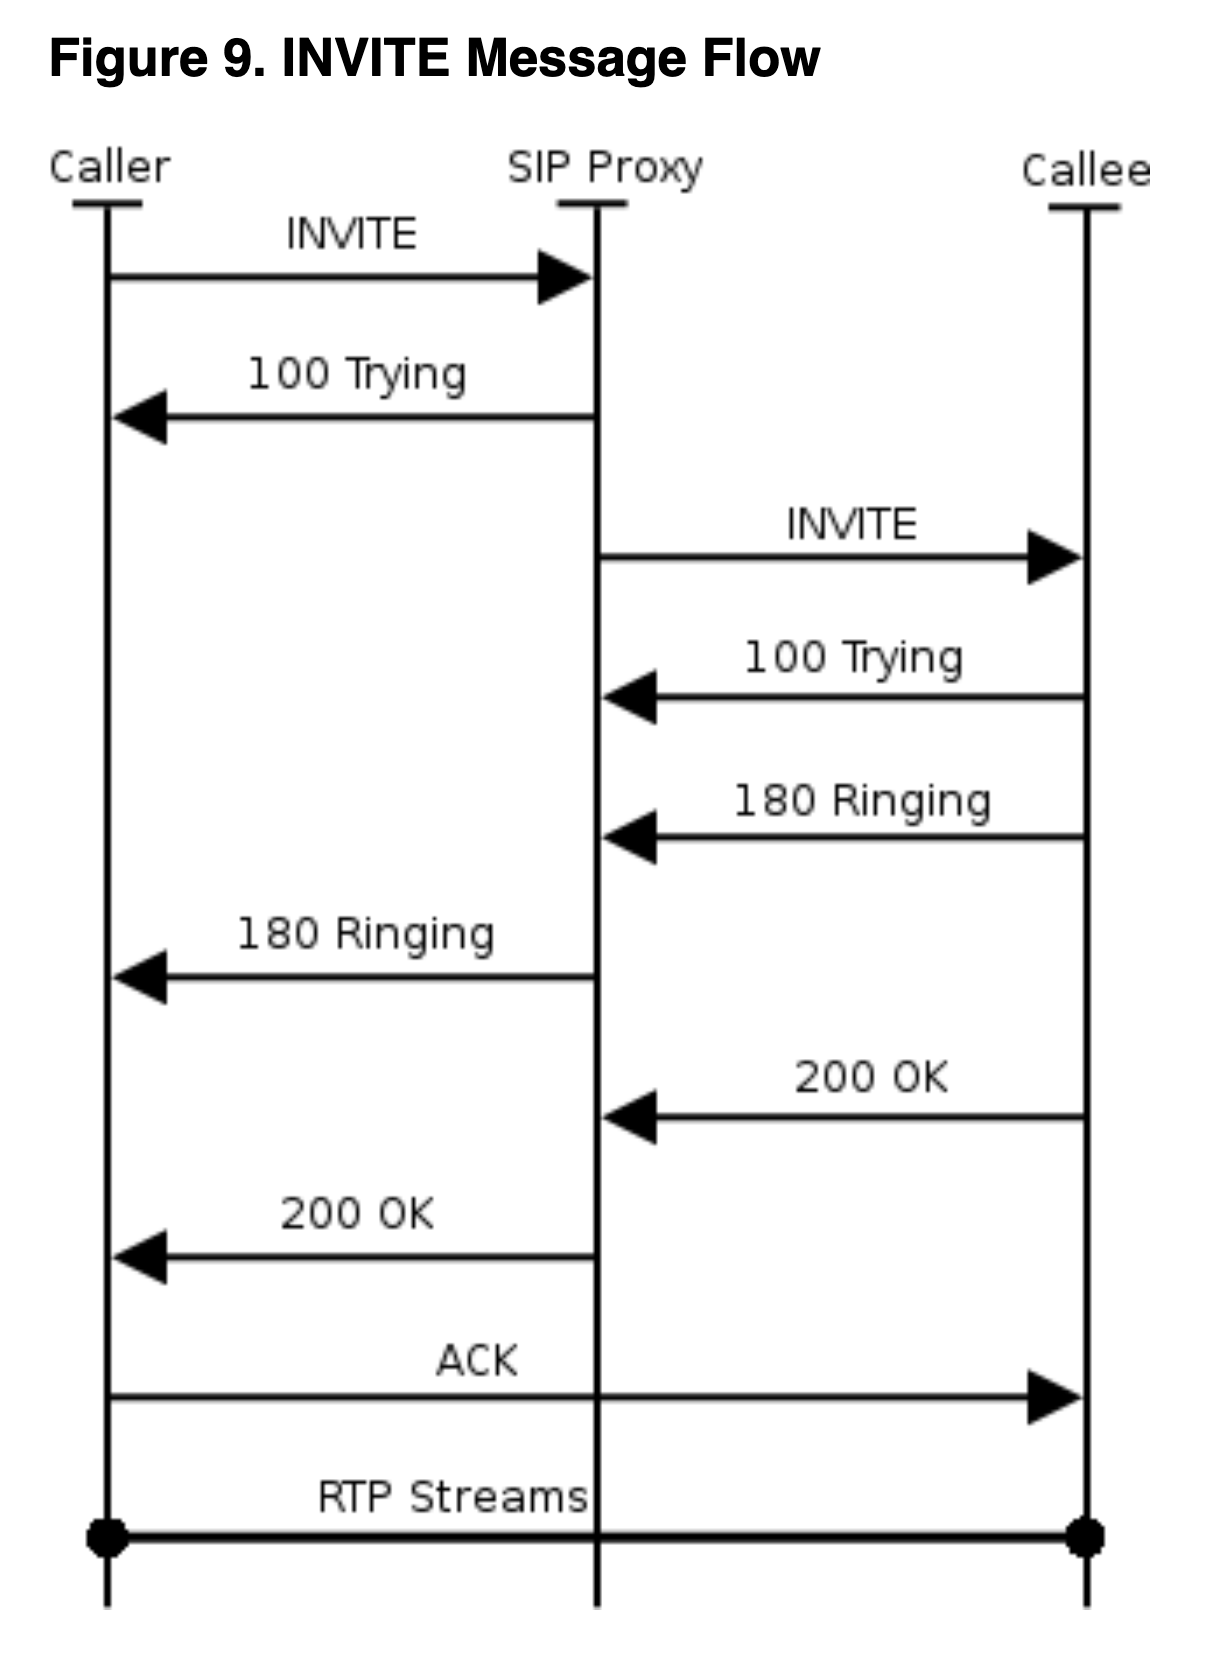 Figure 9. INVITE Message Flow
Caller
SIP Proxy
Callee
INVITE
100 Trying
INVITE
100 Trying
180 Ringing
180 Ringing
200 OK
200 OK
ACK
RTP Streams